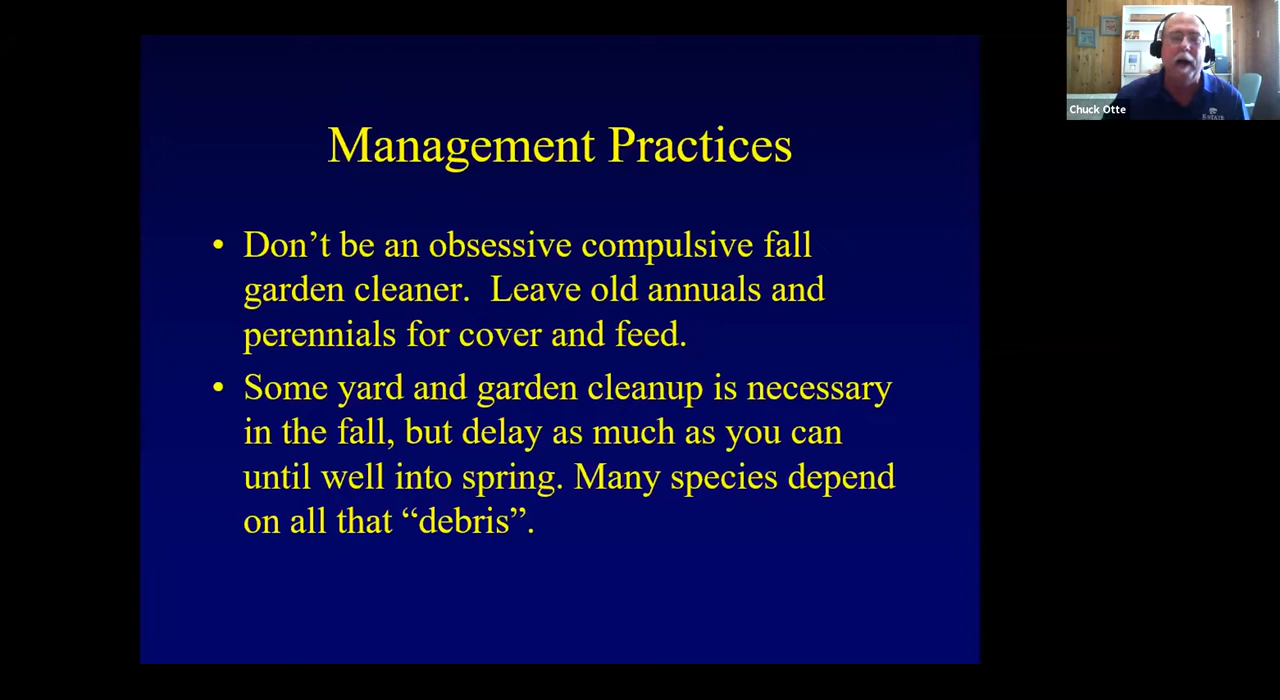 Management Practices
• Don’t be an obsessive compulsive fall
garden cleaner.  Leave old annuals and
perennials for cover and feed.
• Some yard and garden cleanup is necessary
in the fall, but delay as much as you can
until well into spring. Many species depend
on all that “debris”.
Chuck Otte